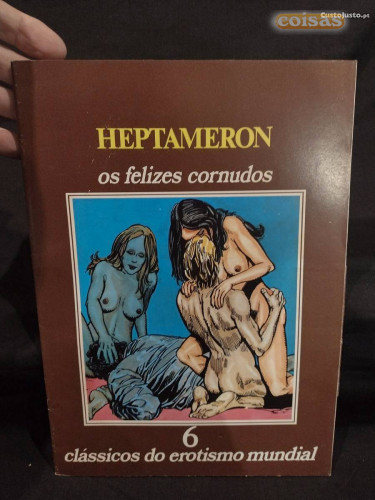 CustoJusto.pt
coisas
HEPTAMERON
os felizes cornudos
6
clássicos do erotismo mundial